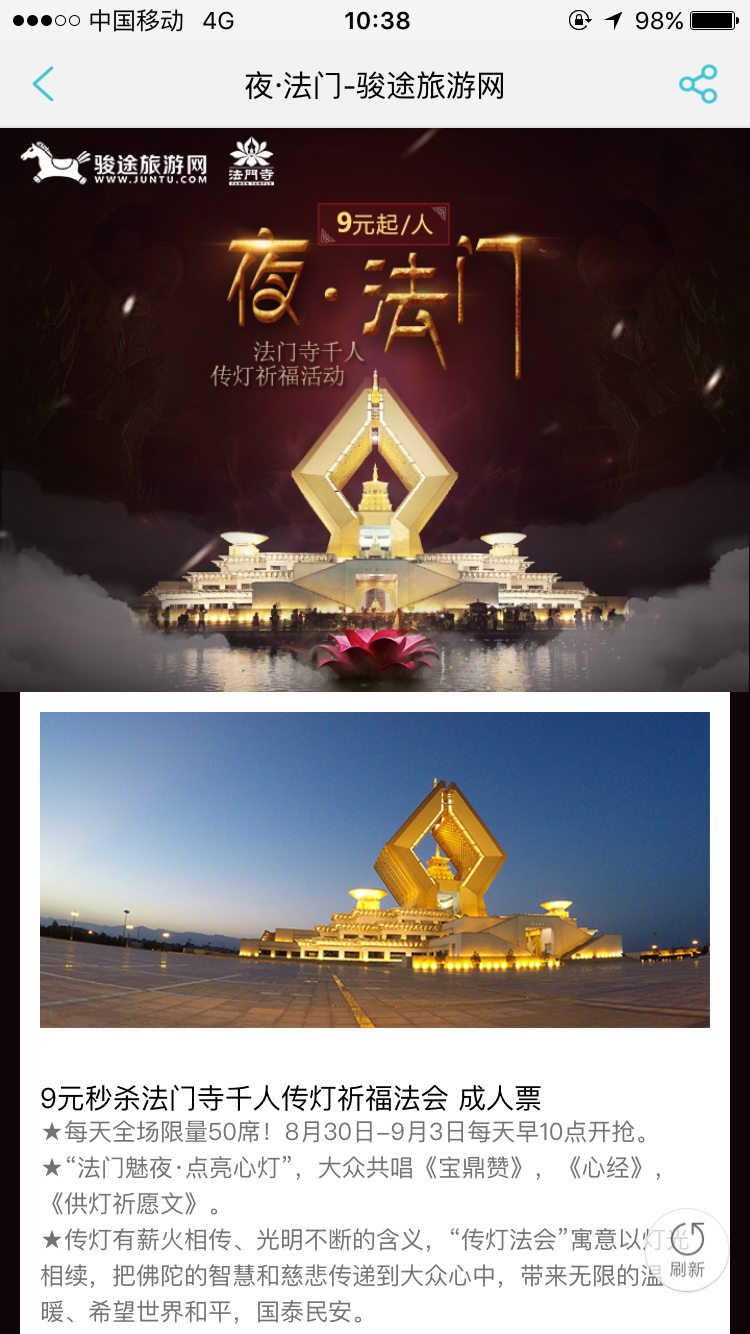 中国移动 4G 10:38 98%
夜·法门-骏途旅游网
骏途旅游网
WWW.JUNTU.COM
法門寺
FAMEN TEMPLE
9元起/人
夜·法门
法门寺千人
传灯祈福活动
9元秒杀法门寺千人传灯祈福法会 成人票
★每天全场限量50席！8月30日-9月3日每天早10点开抢。
★“法门魅夜·点亮心灯”，大众共唱《宝鼎赞》，《心经》，
《供灯祈愿文》。
★传灯有薪火相传、光明不断的含义，“传灯法会”寓意以灯光
相续，把佛陀的智慧和慈悲传递到大众心中，带来无限的温
暖、希望世界和平，国泰民安。
刷新